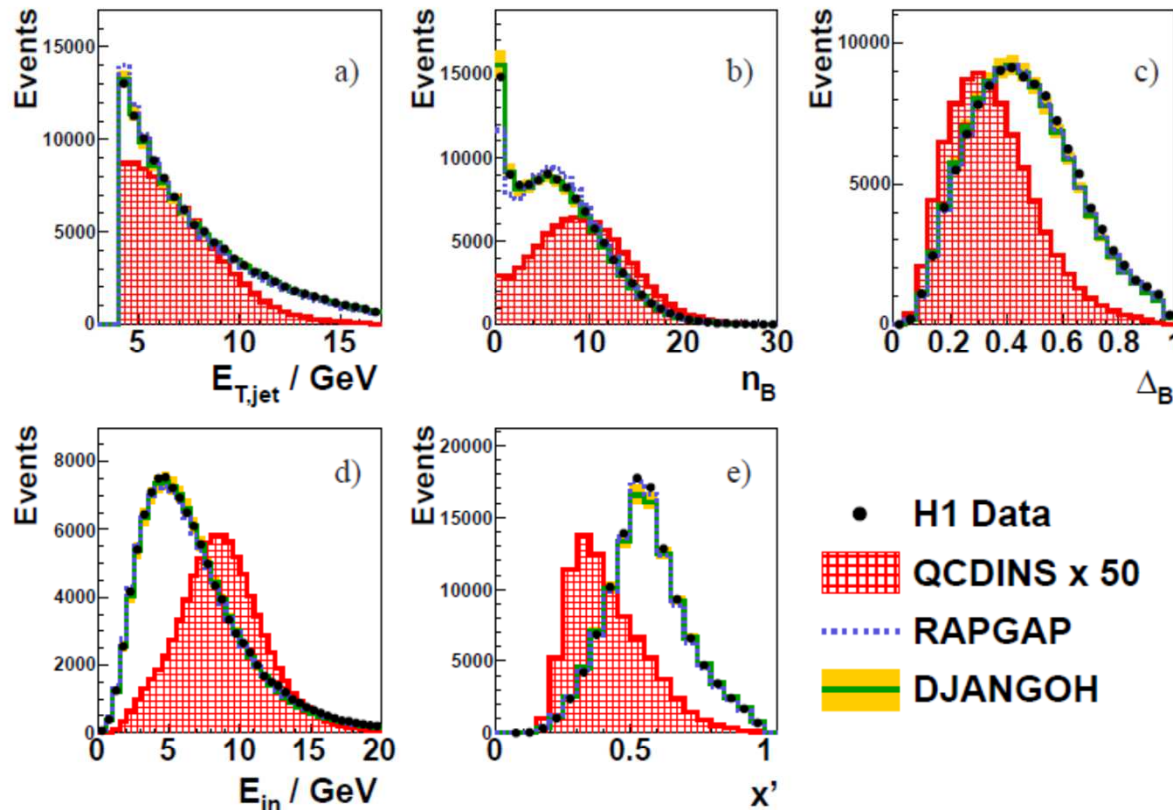 Events
15000
10000
5000
0
5
10
15
E_T,jet / GeV
a)
Events
15000
10000
5000
0
0
10
20
30
n_B
b)
Events
10000
5000
0
0
0.2
0.4
0.6
0.8
1
Δ_B
c)
Events
8000
6000
4000
2000
0
0
5
10
15
20
E_in / GeV
d)
Events
20000
15000
10000
5000
0
0
0.5
1
x'
e)
H1 Data
QCDINS x 50
RAPGAP
DJANGOH